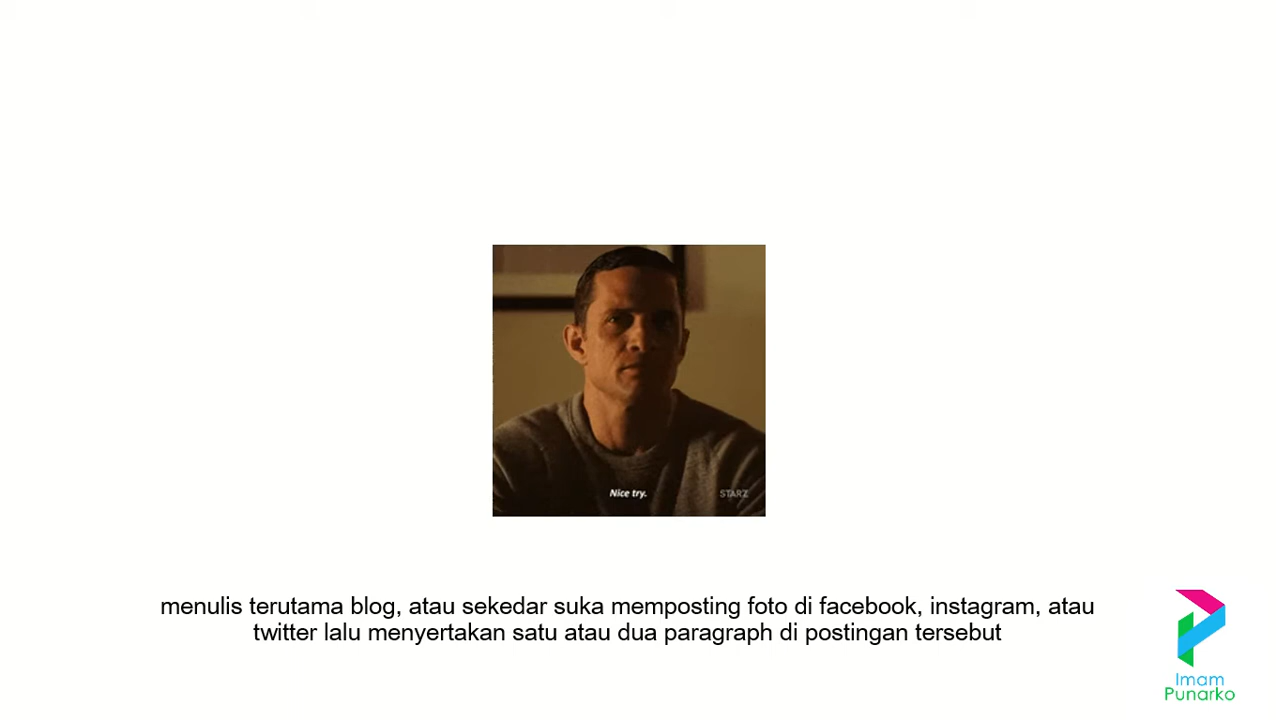 Nice try.
STARZ
menulis terutama blog, atau sekedar suka memposting foto di facebook, instagram, atau
twitter lalu menyertakan satu atau dua paragraph di postingan tersebut
Imam
Punarko